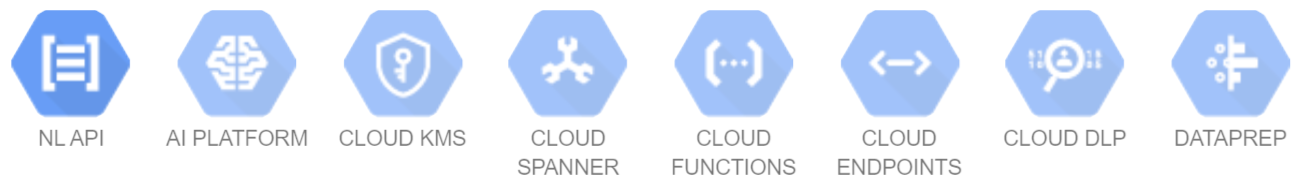 NL API
AI PLATFORM
CLOUD KMS
CLOUD
SPANNER
CLOUD
FUNCTIONS
CLOUD
ENDPOINTS
CLOUD DLP
DATAPREP